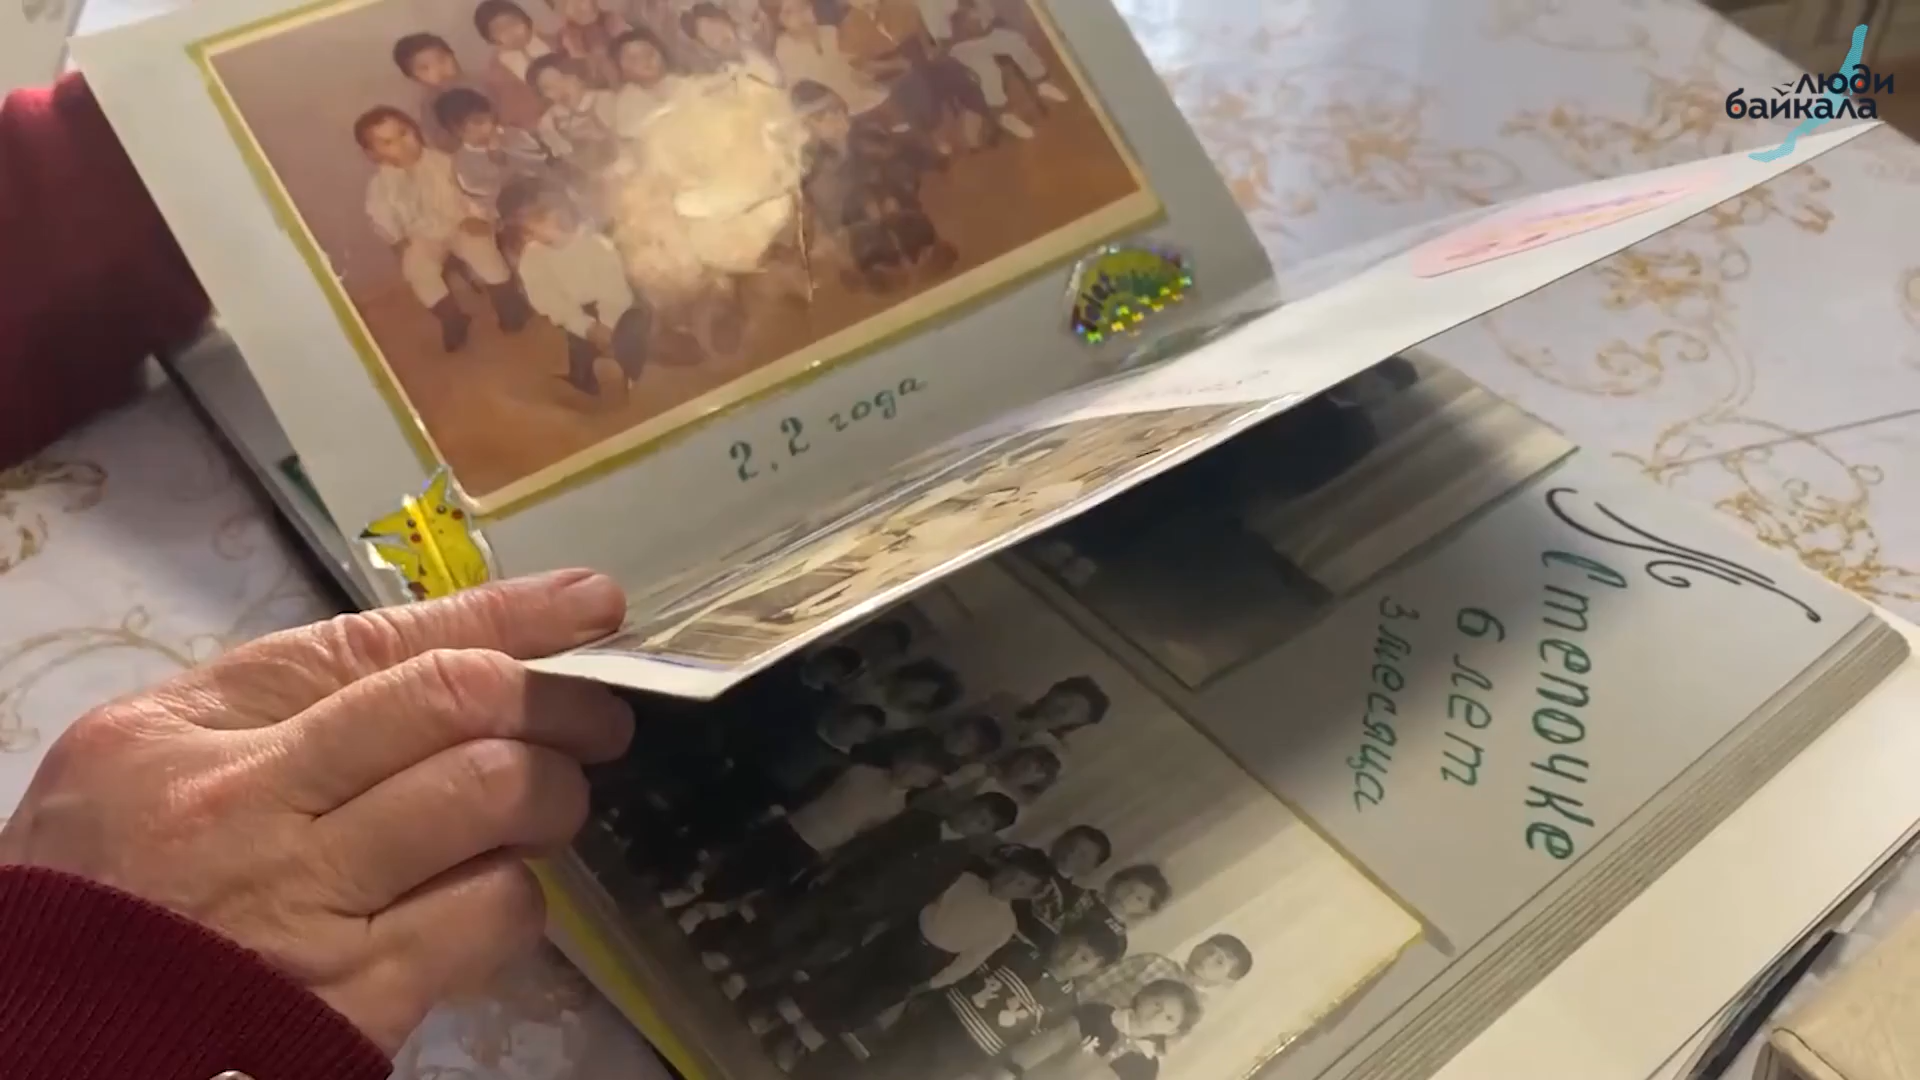 люди
байкала
2,2 года
Степочке
6 лет
3 месяца